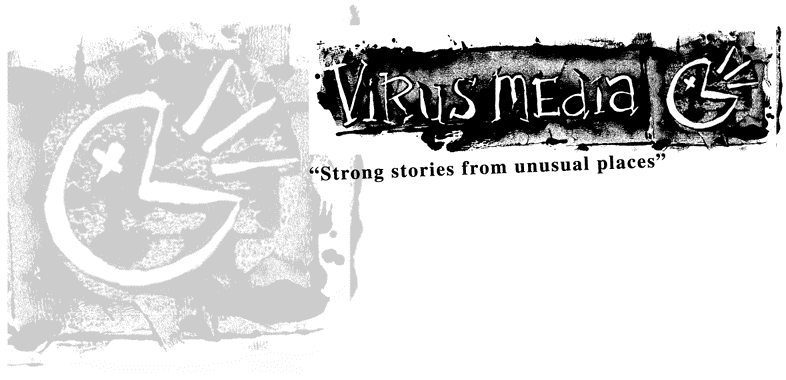 Virus Media
“Strong stories from unusual places”